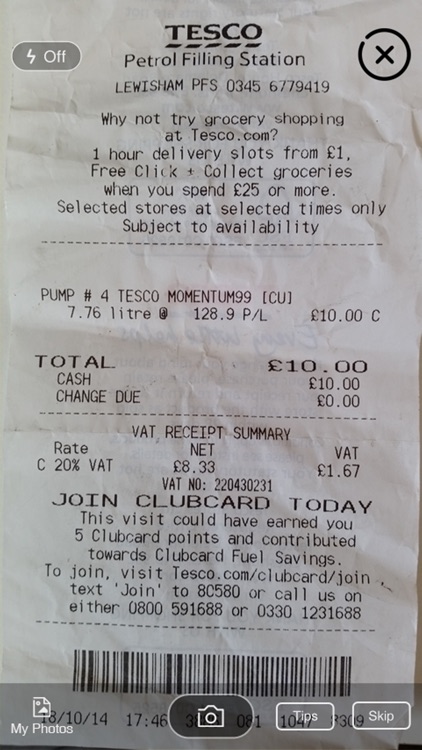 TESCO
Off
Petrol Filling Station
LEWISHAM PFS 0345 6779419
Why not try grocery shopping
at Tesco.com?
1 hour delivery slots from £1,
Free Click + Collect groceries
when you spend £25 or more.
Selected stores at selected times only
Subject to availability
PUMP # 4 TESCO MOMENTUM99 [CU]
7.76 litre @ 128.9 P/L £10.00 C
TOTAL £10.00
CASH £10.00
CHANGE DUE £0.00
VAT RECEIPT SUMMARY
Rate NET VAT
C 20% VAT £8.33 £1.67
VAT NO: 220430231
JOIN CLUBCARD TODAY
This visit could have earned you
5 Clubcard points and contributed
towards Clubcard Fuel Savings.
To join, visit Tesco.com/clubcard/join ,
text 'Join' to 80580 or call us on
either 0800 591688 or 0330 1231688
/10/14 17:46 081
My Photos
Tips
Skip